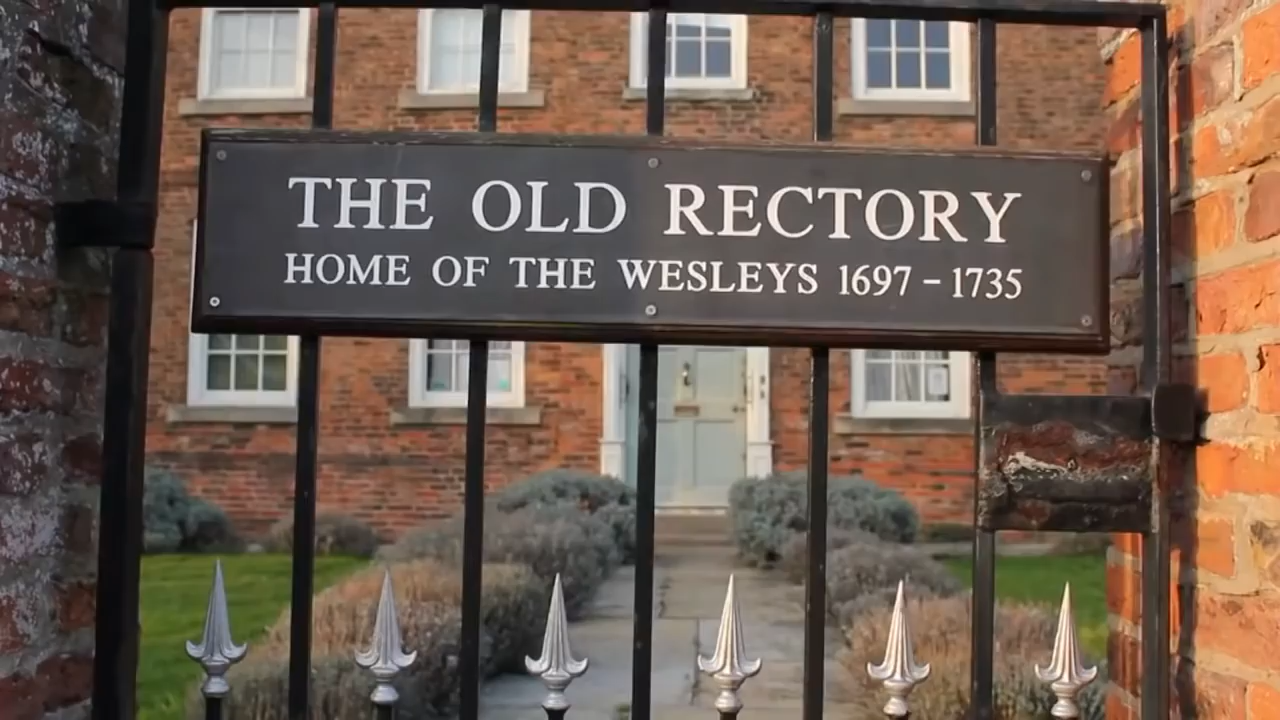 THE OLD RECTORY
HOME OF THE WESLEYS 1697 – 1735